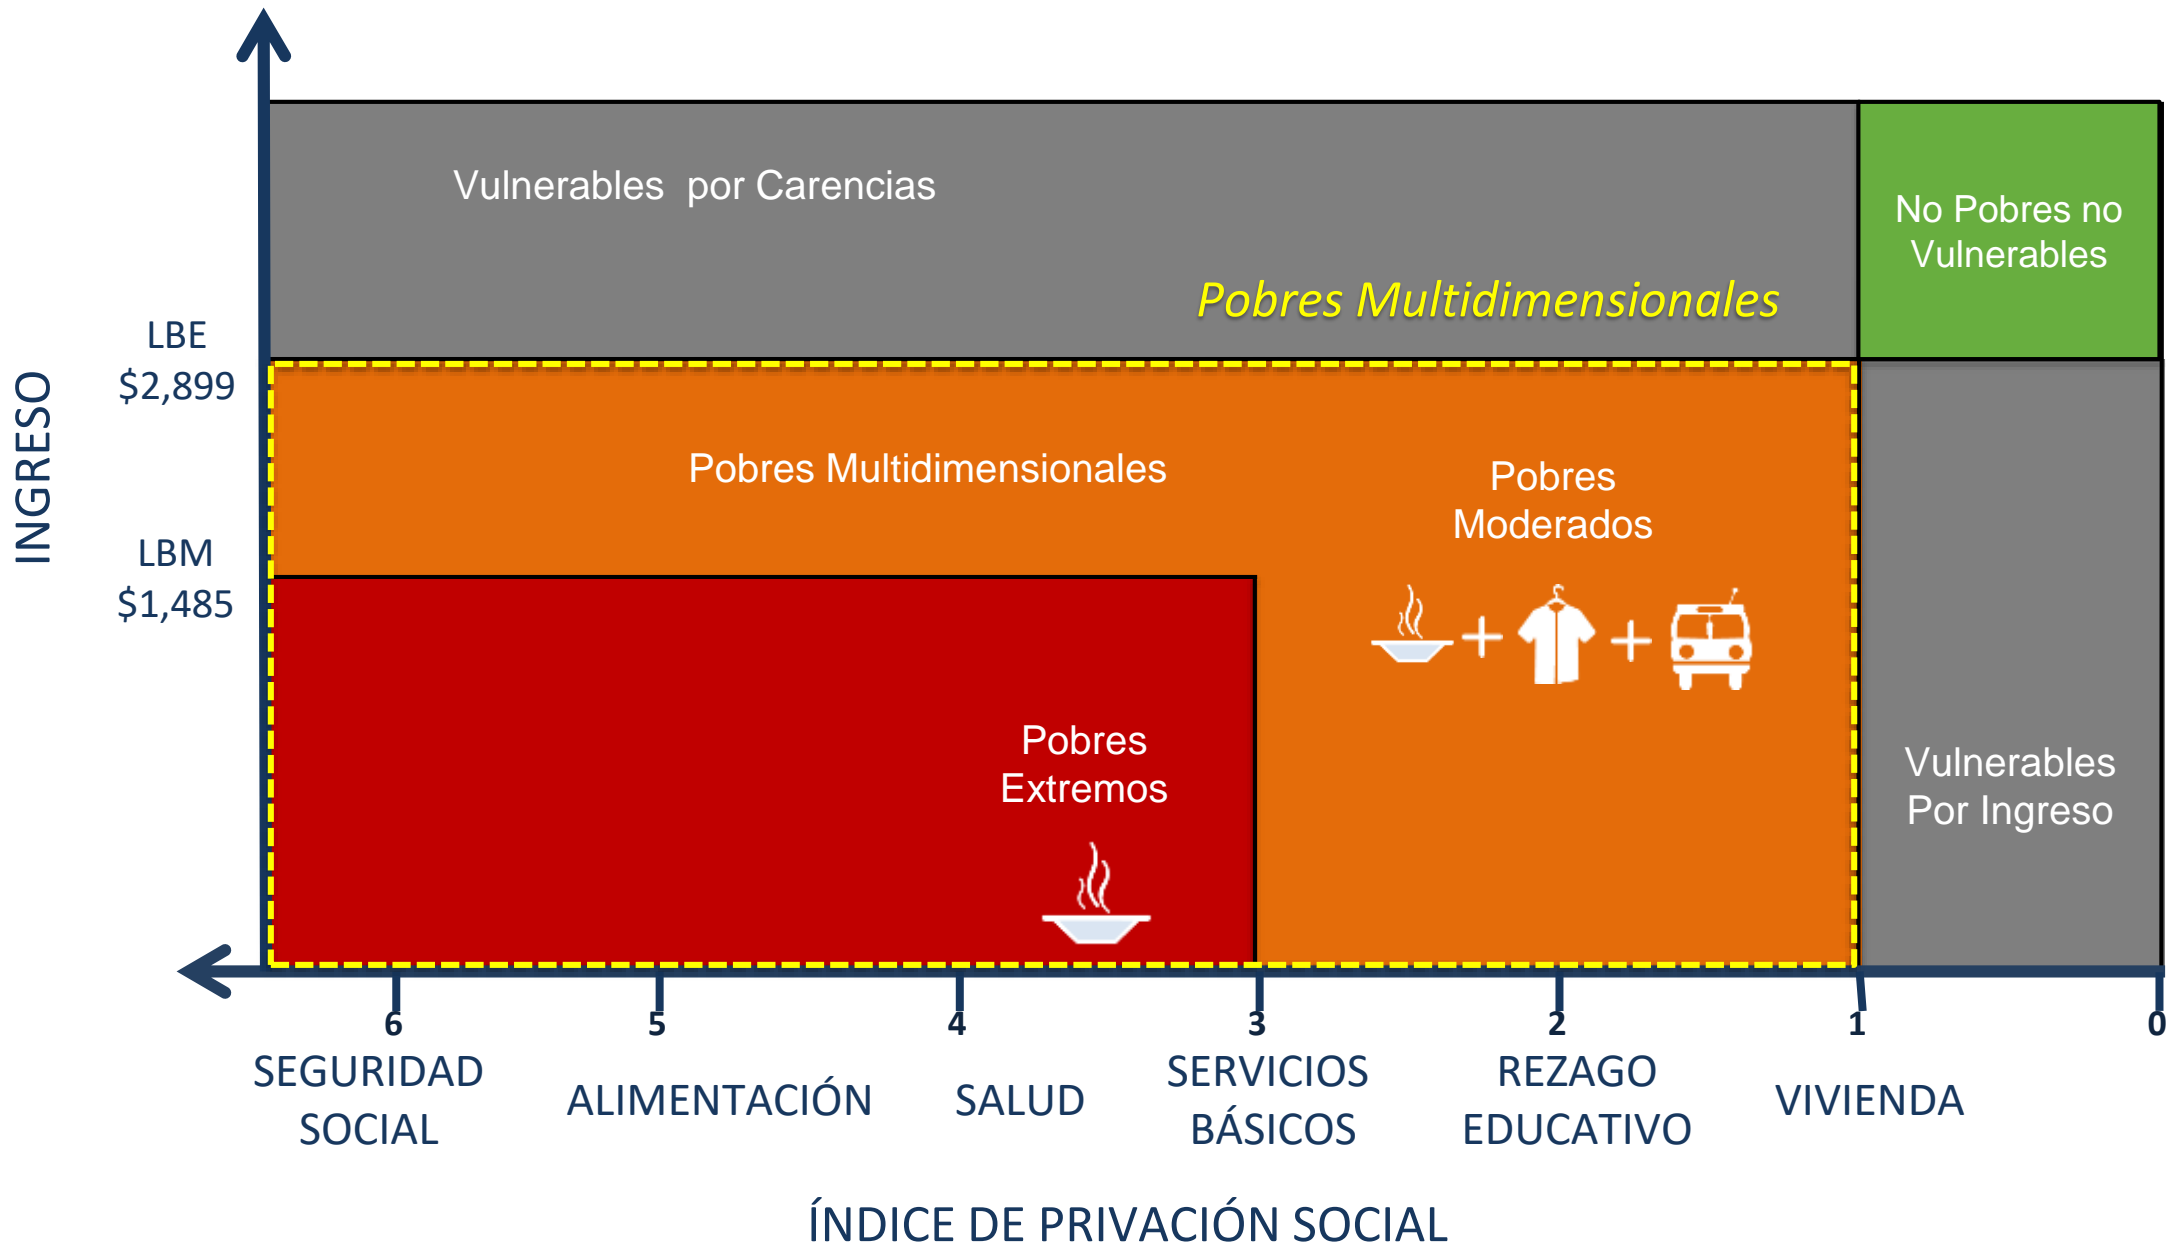 Vulnerables  por Carencias
No Pobres no
Vulnerables
Pobres Multidimensionales
LBE
$2,899
INGRESO
Pobres Multidimensionales
Pobres
Moderados
LBM
$1,485
Pobres
Extremos
Vulnerables
Por Ingreso
6
5
4
3
2
1
0
SEGURIDAD
SOCIAL
ALIMENTACIÓN
SALUD
SERVICIOS
BÁSICOS
REZAGO
EDUCATIVO
VIVIENDA
ÍNDICE DE PRIVACIÓN SOCIAL